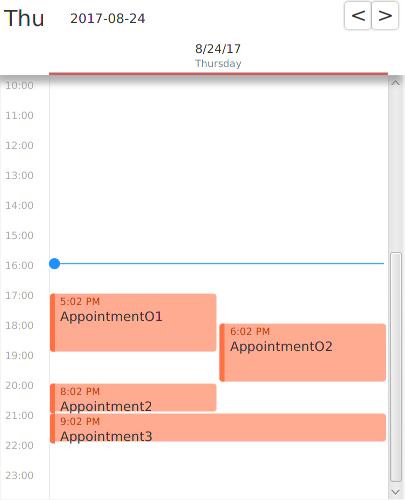 Thu 2017-08-24 < >
8/24/17
Thursday
10:00
11:00
12:00
13:00
14:00
15:00
16:00
17:00
5:02 PM
AppointmentO1
18:00
6:02 PM
AppointmentO2
19:00
20:00
8:02 PM
Appointment2
21:00
9:02 PM
Appointment3
22:00
23:00